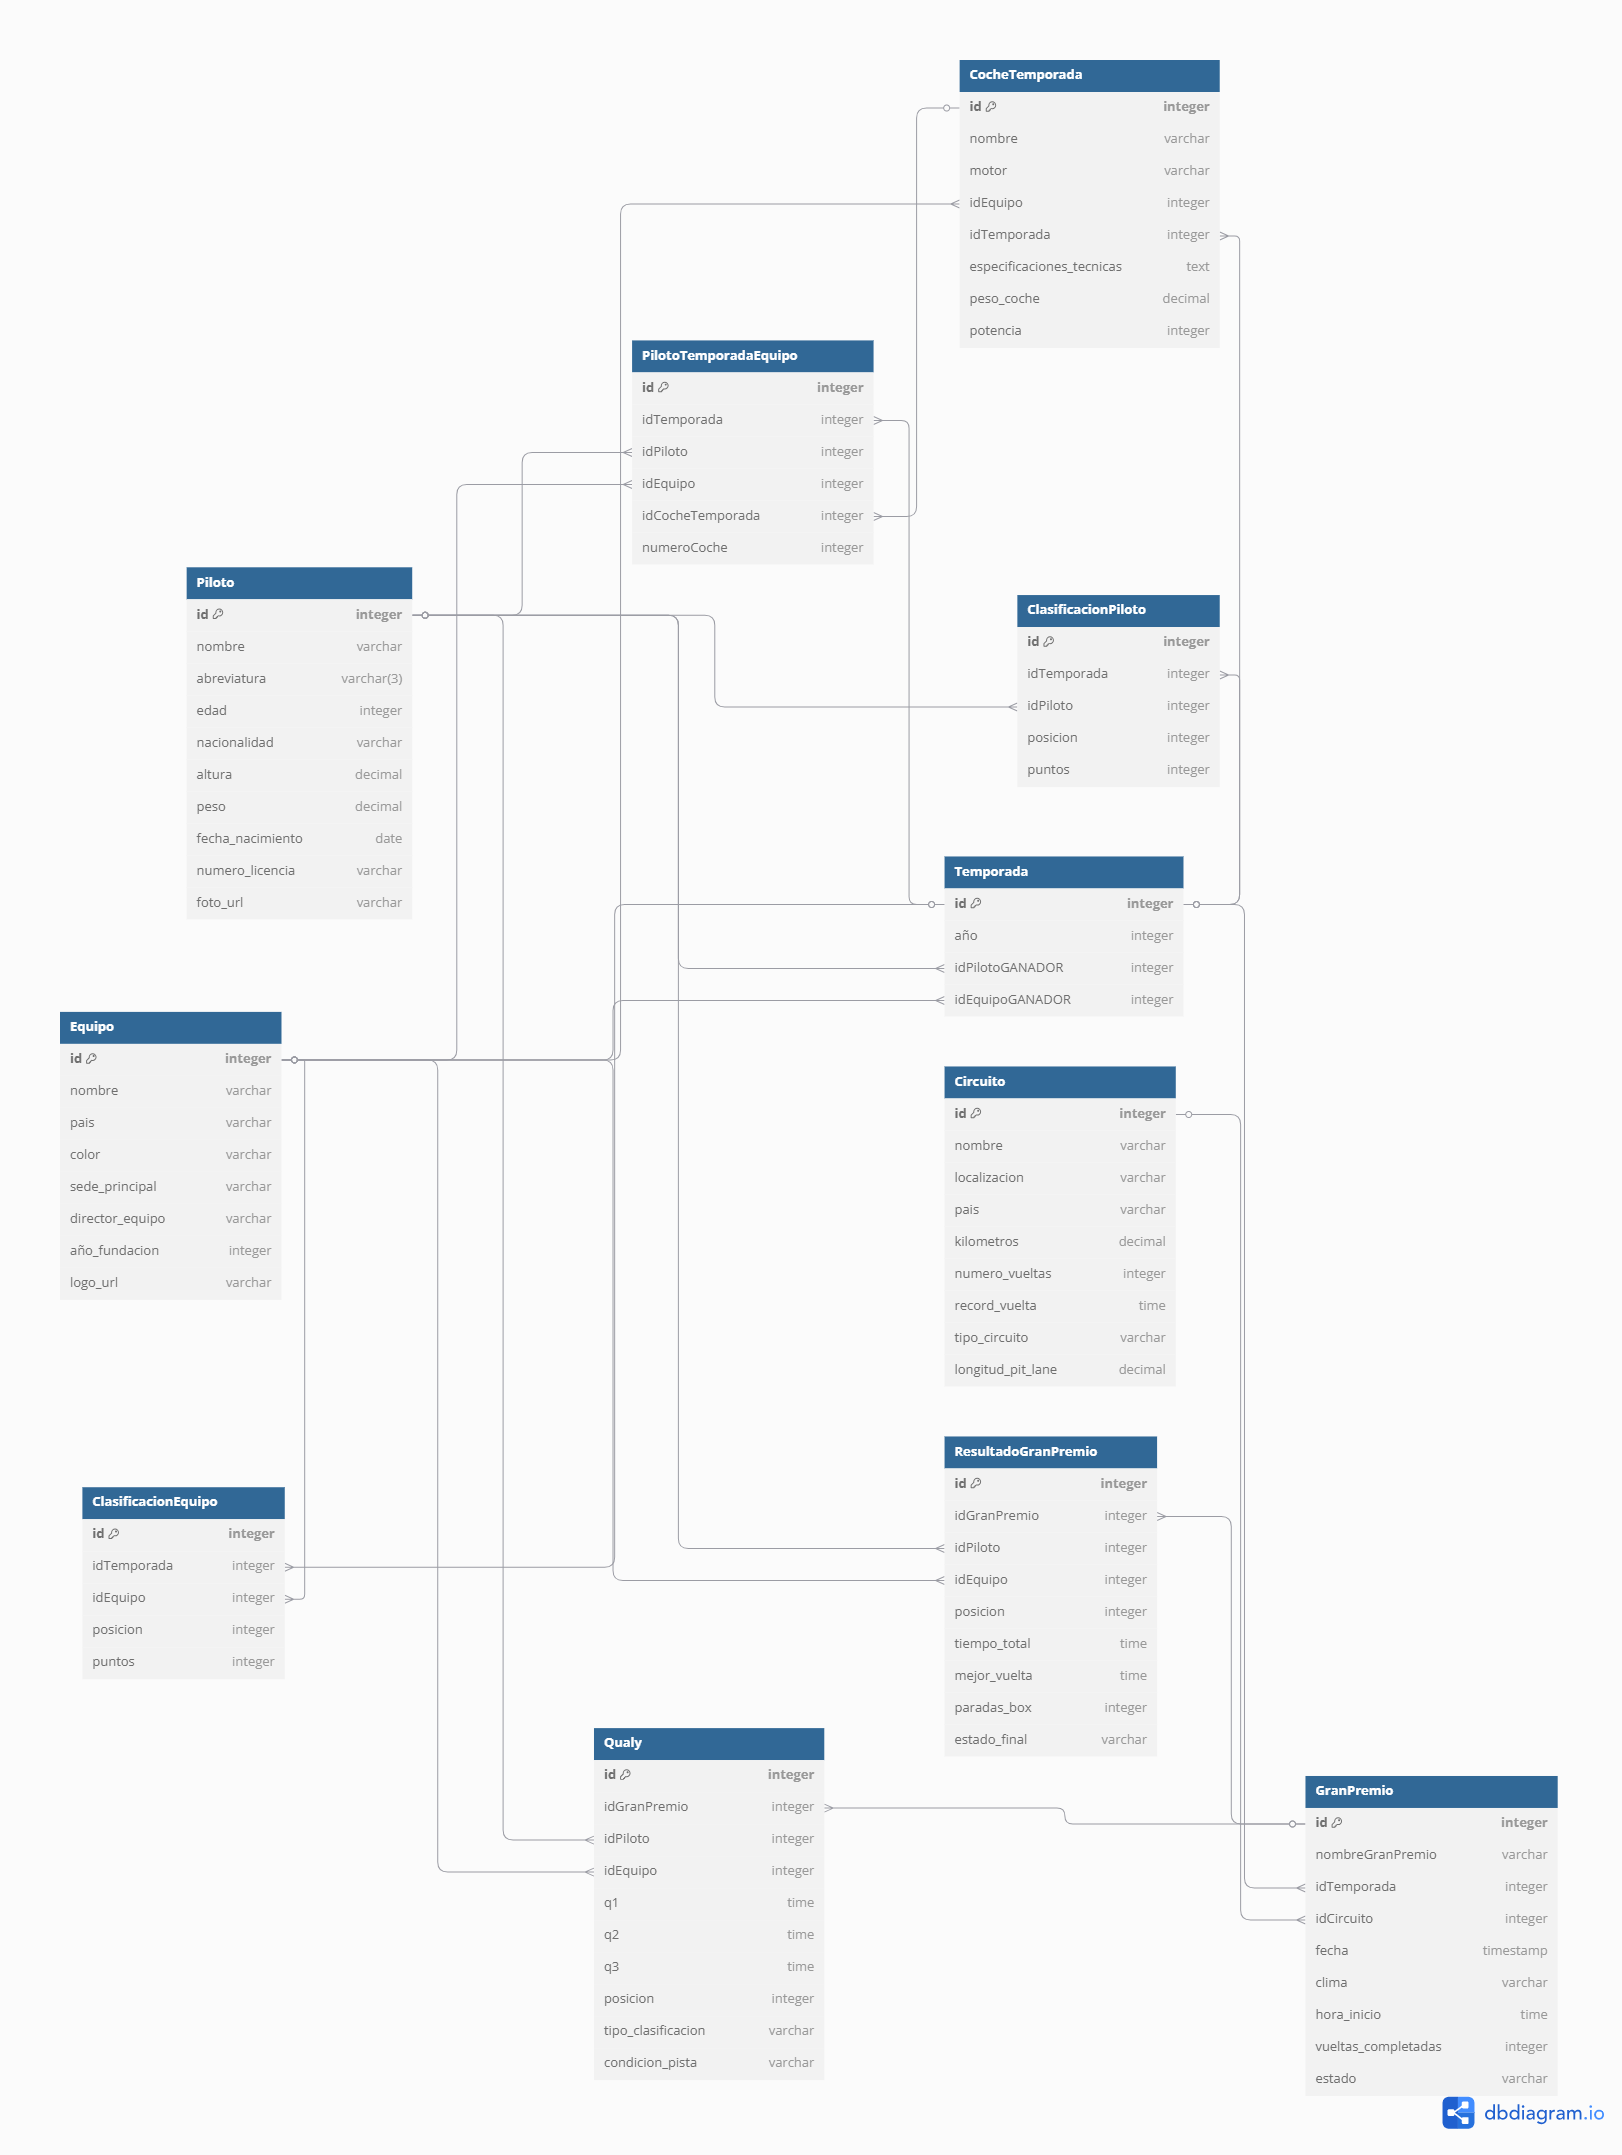 CocheTemporada
id integer
nombre varchar
motor varchar
idEquipo integer
idTemporada integer
especificaciones_tecnicas text
peso_coche decimal
potencia integer
PilotoTemporadaEquipo
id integer
idTemporada integer
idPiloto integer
idEquipo integer
idCocheTemporada integer
numeroCoche integer
Piloto
id integer
nombre varchar
abreviatura varchar(3)
edad integer
nacionalidad varchar
altura decimal
peso decimal
fecha_nacimiento date
numero_licencia varchar
foto_url varchar
ClasificacionPiloto
id integer
idTemporada integer
idPiloto integer
posicion integer
puntos integer
Temporada
id integer
año integer
idPilotoGANADOR integer
idEquipoGANADOR integer
Equipo
id integer
nombre varchar
pais varchar
color varchar
sede_principal varchar
director_equipo varchar
año_fundacion integer
logo_url varchar
Circuito
id integer
nombre varchar
localizacion varchar
pais varchar
kilometros decimal
numero_vueltas integer
record_vuelta time
tipo_circuito varchar
longitud_pit_lane decimal
ResultadoGranPremio
id integer
idGranPremio integer
idPiloto integer
idEquipo integer
posicion integer
tiempo_total time
mejor_vuelta time
paradas_box integer
estado_final varchar
ClasificacionEquipo
id integer
idTemporada integer
idEquipo integer
posicion integer
puntos integer
Qualy
id integer
idGranPremio integer
idPiloto integer
idEquipo integer
q1 time
q2 time
q3 time
posicion integer
tipo_clasificacion varchar
condicion_pista varchar
GranPremio
id integer
nombreGranPremio varchar
idTemporada integer
idCircuito integer
fecha timestamp
clima varchar
hora_inicio time
vueltas_completadas integer
estado varchar
dbdiagram.io